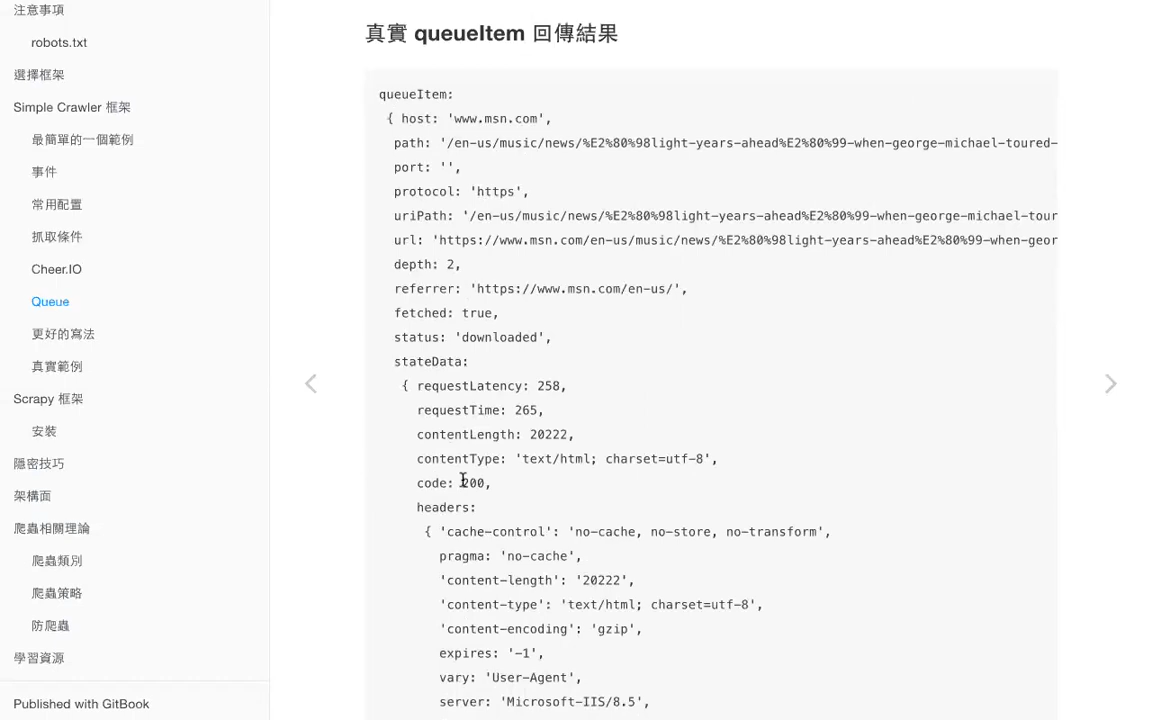 注意事項
robots.txt
選擇框架
Simple Crawler 框架
最簡單的一個範例
事件
常用配置
抓取條件
Cheer.IO
Queue
更好的寫法
真實範例
Scrapy 框架
安裝
隱密技巧
架構面
爬蟲相關理論
爬蟲類別
爬蟲策略
防爬蟲
學習資源
Published with GitBook
真實 queueItem 回傳結果
queueItem:
{ host: 'www.msn.com',
path: '/en-us/music/news/%E2%80%98light-years-ahead%E2%80%99-when-george-michael-toured-
port: '',
protocol: 'https',
uriPath: '/en-us/music/news/%E2%80%98light-years-ahead%E2%80%99-when-george-michael-tour
url: 'https://www.msn.com/en-us/music/news/%E2%80%98light-years-ahead%E2%80%99-when-geor
depth: 2,
referrer: 'https://www.msn.com/en-us/',
fetched: true,
status: 'downloaded',
stateData:
{ requestLatency: 258,
requestTime: 265,
contentLength: 20222,
contentType: 'text/html; charset=utf-8',
code: 200,
headers:
{ 'cache-control': 'no-cache, no-store, no-transform',
pragma: 'no-cache',
'content-length': '20222',
'content-type': 'text/html; charset=utf-8',
'content-encoding': 'gzip',
expires: '-1',
vary: 'User-Agent',
server: 'Microsoft-IIS/8.5',